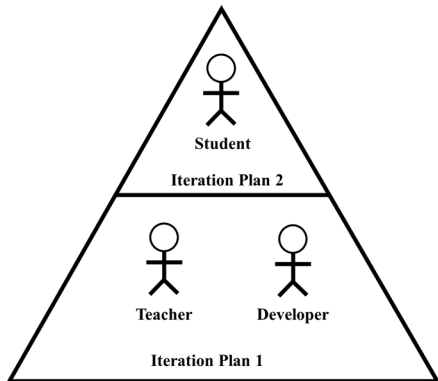 Student
Iteration Plan 2
Teacher Developer
Iteration Plan 1